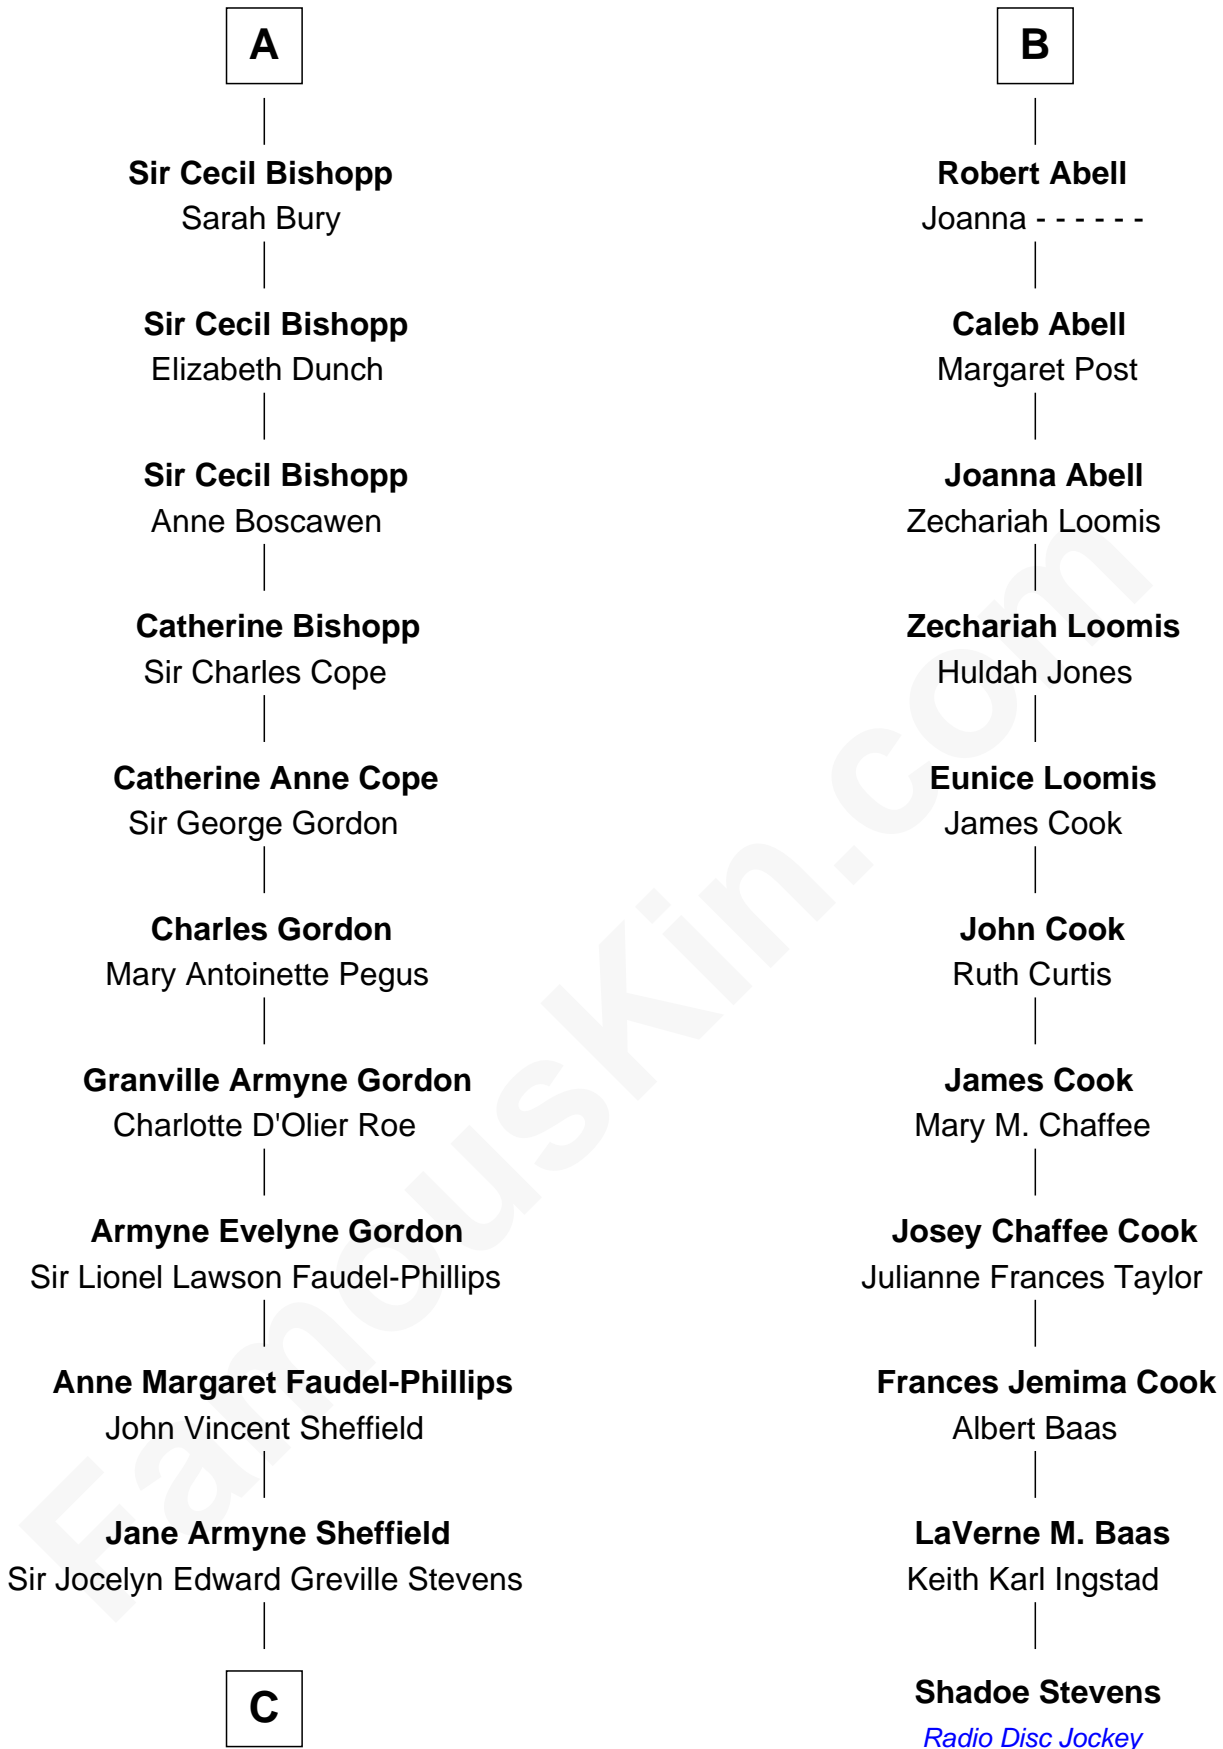 A
Sir Cecil Bishopp
Sarah Bury
Sir Cecil Bishopp
Elizabeth Dunch
Sir Cecil Bishopp
Anne Boscawen
Catherine Bishopp
Sir Charles Cope
Catherine Anne Cope
Sir George Gordon
Charles Gordon
Mary Antoinette Pegus
Granville Armyne Gordon
Charlotte D'Olier Roe
Armyne Evelyne Gordon
Sir Lionel Lawson Faudel-Phillips
Anne Margaret Faudel-Phillips
John Vincent Sheffield
Jane Armyne Sheffield
Sir Jocelyn Edward Greville Stevens
C
B
Robert Abell
Joanna - - - - - -
Caleb Abell
Margaret Post
Joanna Abell
Zechariah Loomis
Zechariah Loomis
Huldah Jones
Eunice Loomis
James Cook
John Cook
Ruth Curtis
James Cook
Mary M. Chaffee
Josey Chaffee Cook
Julianne Frances Taylor
Frances Jemima Cook
Albert Baas
LaVerne M. Baas
Keith Karl Ingstad
Shadoe Stevens
Radio Disc Jockey
FamousKin.com